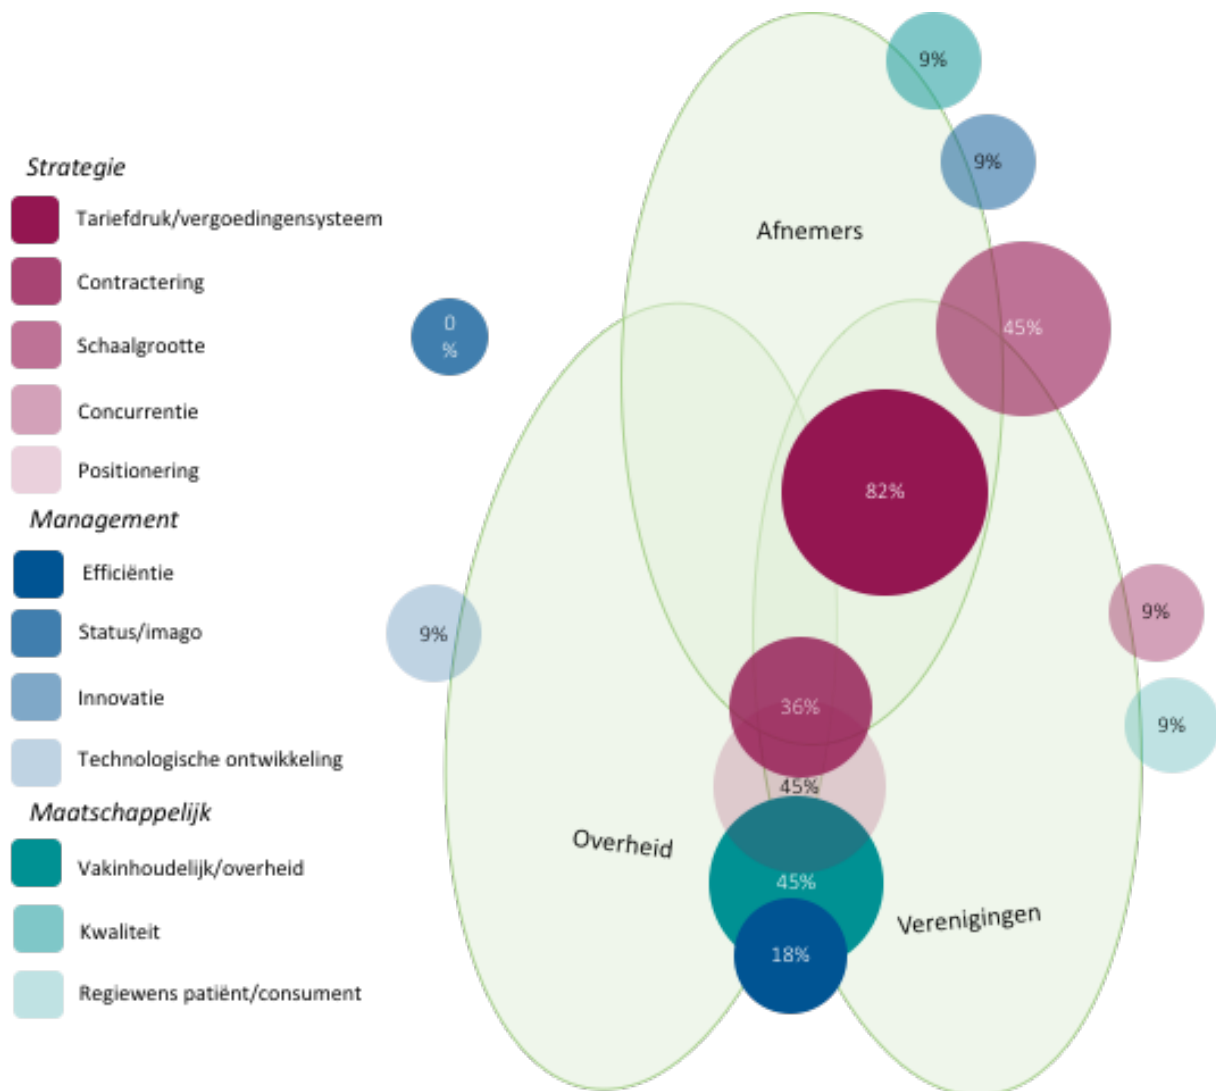 Strategie
Tariefdruk/vergoedingensysteem
Contractering
Schaalgrootte
Concurrentie
Positionering
Management
Efficiëntie
Status/imago
Innovatie
Technologische ontwikkeling
Maatschappelijk
Vakinhoudelijk/overheid
Kwaliteit
Regiewens patiënt/consument
9%
9%
Afnemers
0
%
45%
82%
9%
9%
36%
9%
45%
Overheid
45%
Verenigingen
18%